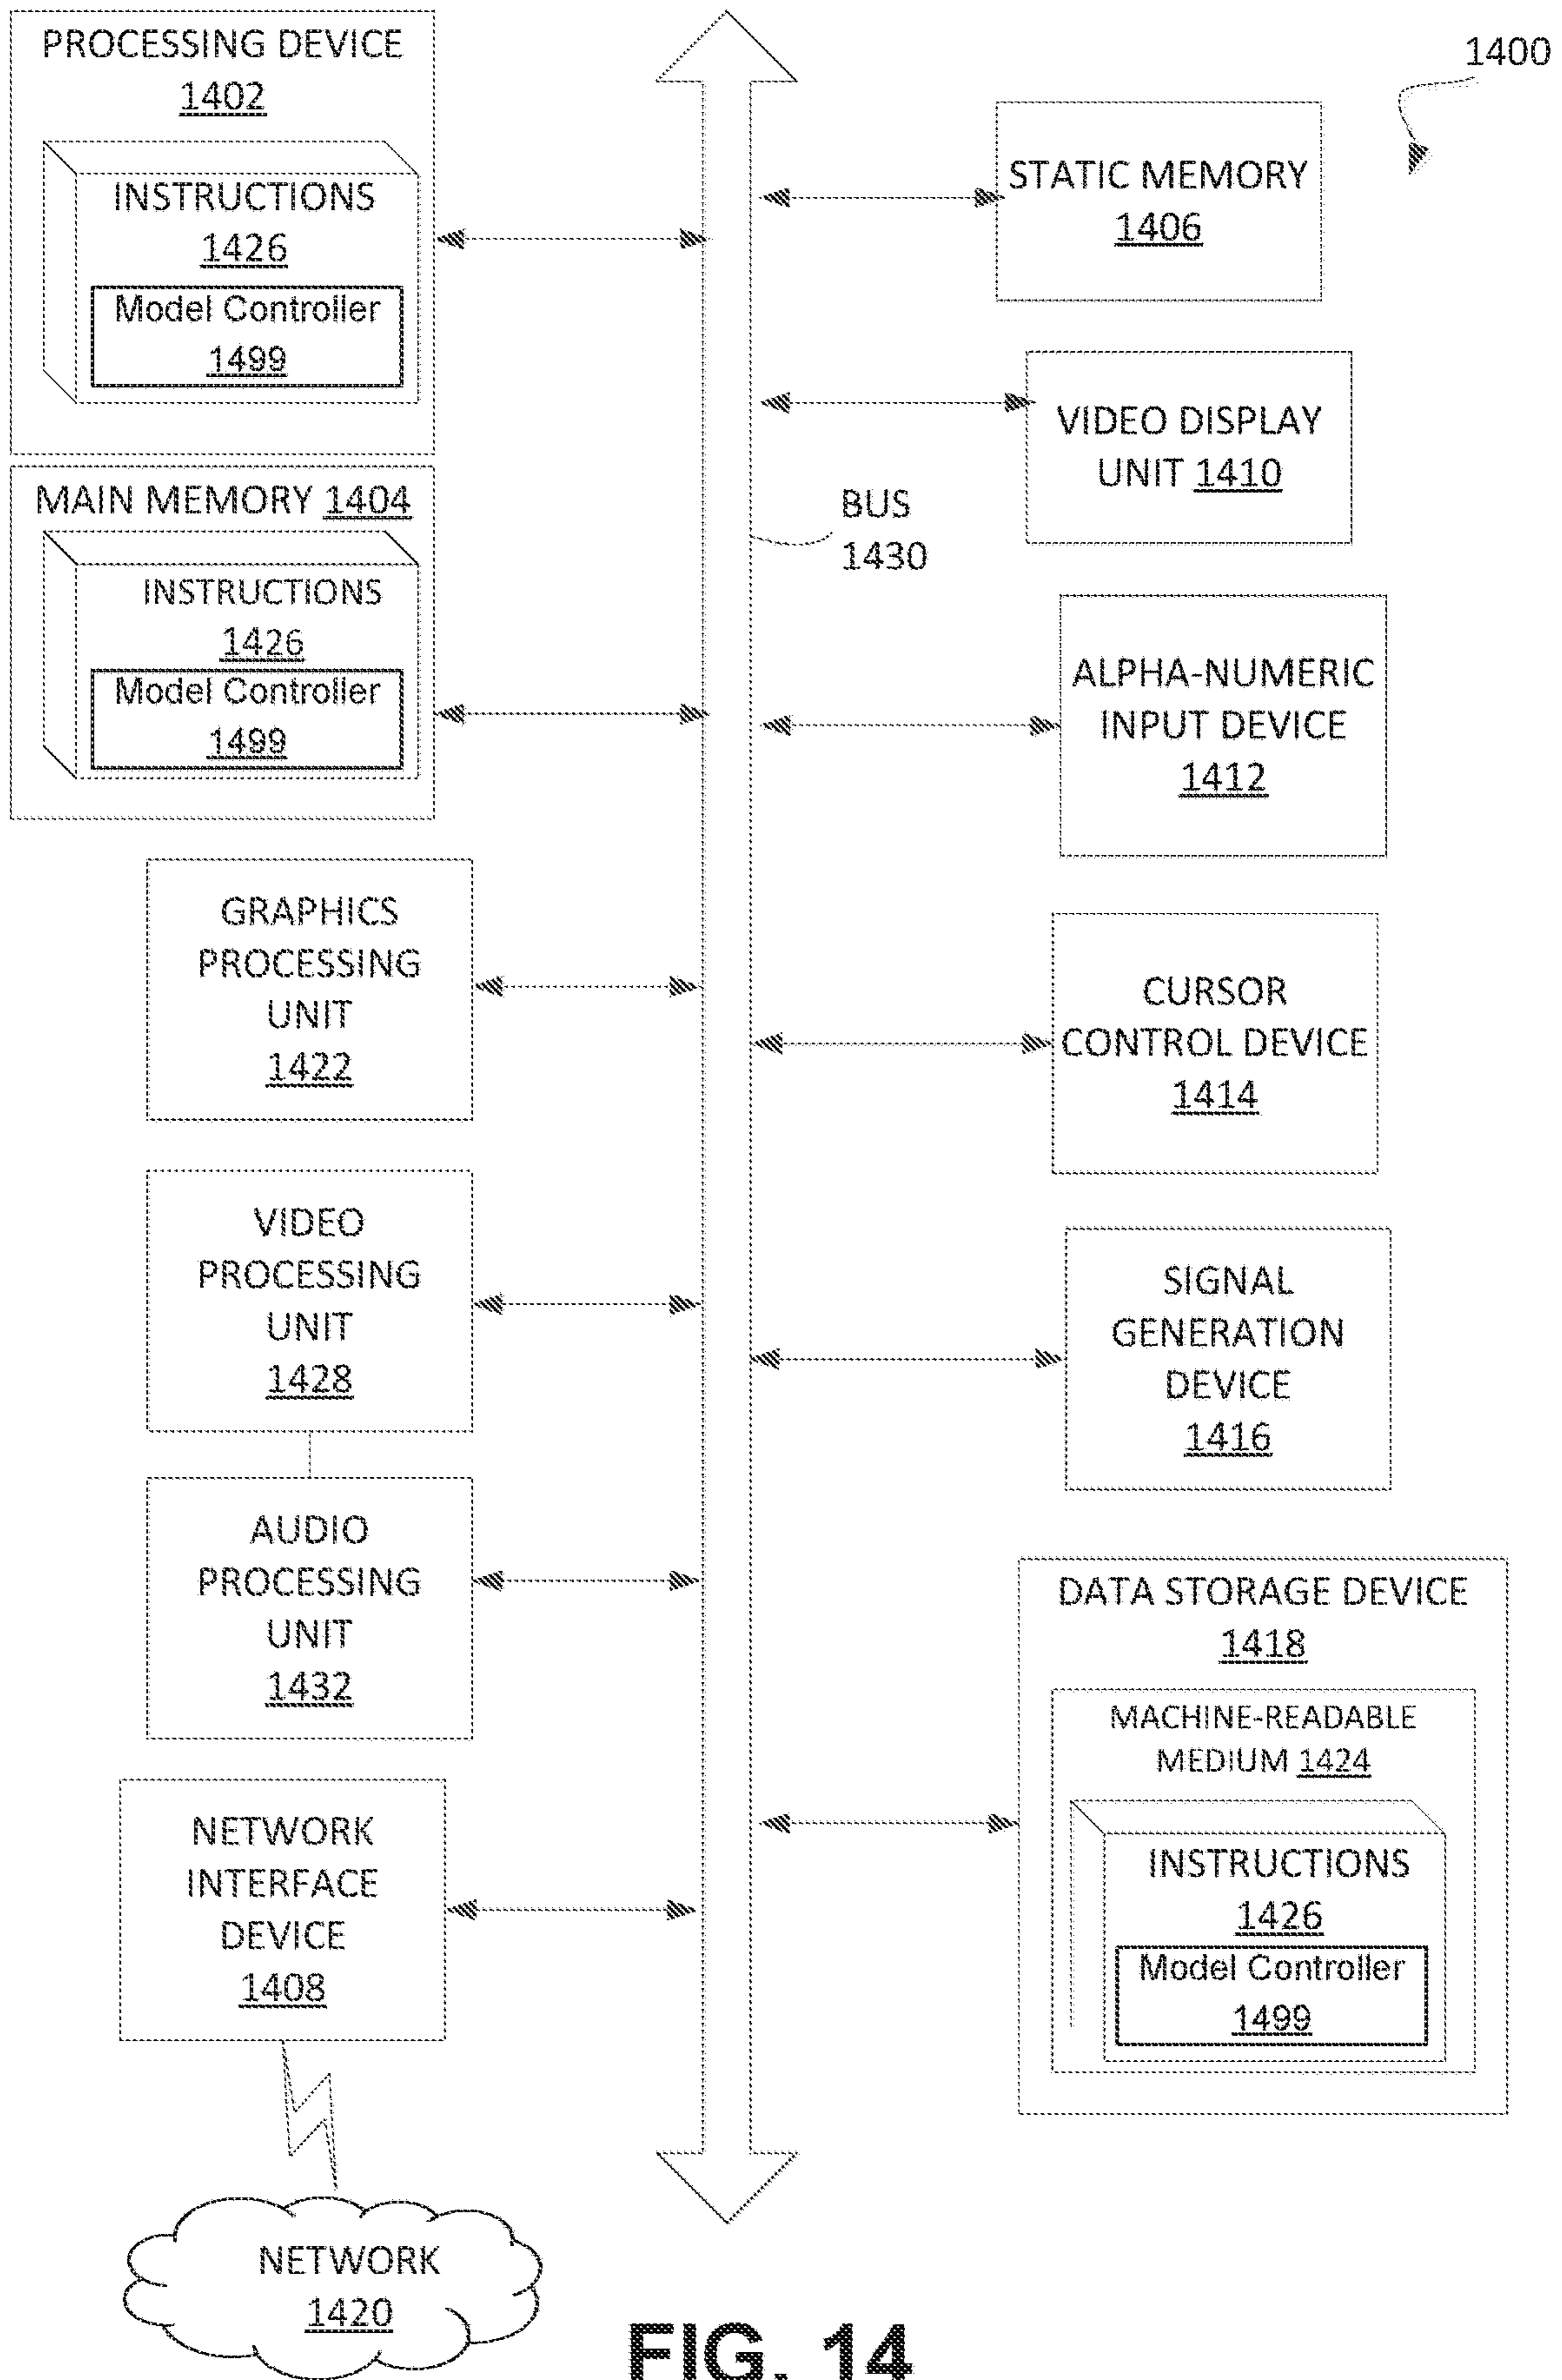 PROCESSING DEVICE
1402
INSTRUCTIONS
1426
Model Controller
1499
MAIN MEMORY 1404
INSTRUCTIONS
1426
Model Controller
1499
GRAPHICS
PROCESSING
UNIT
1422
VIDEO
PROCESSING
UNIT
1428
AUDIO
PROCESSING
UNIT
1432
NETWORK
INTERFACE
DEVICE
1408
NETWORK
1420
BUS
1430
1400
STATIC MEMORY
1406
VIDEO DISPLAY
UNIT 1410
ALPHA-NUMERIC
INPUT DEVICE
1412
CURSOR
CONTROL DEVICE
1414
SIGNAL
GENERATION
DEVICE
1416
DATA STORAGE DEVICE
1418
MACHINE-READABLE
MEDIUM 1424
INSTRUCTIONS
1426
Model Controller
1499
FIG. 14